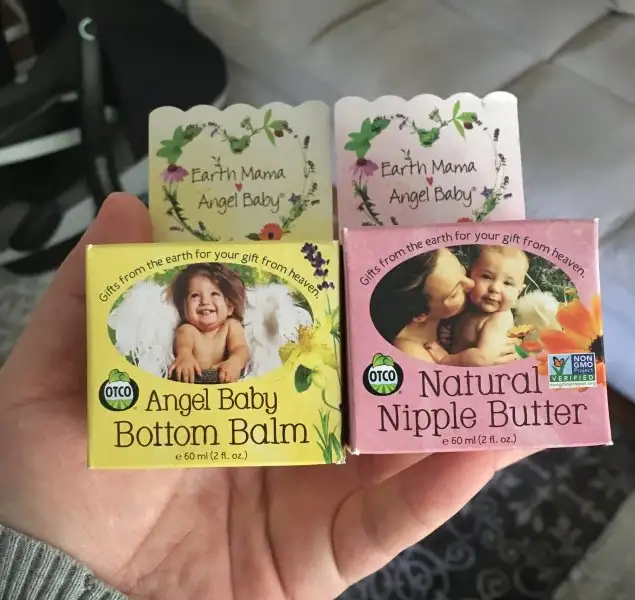 Earth Mama
Angel Baby®
Gifts from the earth for your gift from heaven.
OTCO
Angel Baby
Bottom Balm
℮ 60 ml (2 fl. oz.)
Earth Mama
Angel Baby®
Gifts from the earth for your gift from heaven.
OTCO
NON
GMO
Project
VERIFIED
nongmoproject.org
Natural
Nipple Butter
℮ 60 ml (2 fl. oz.)